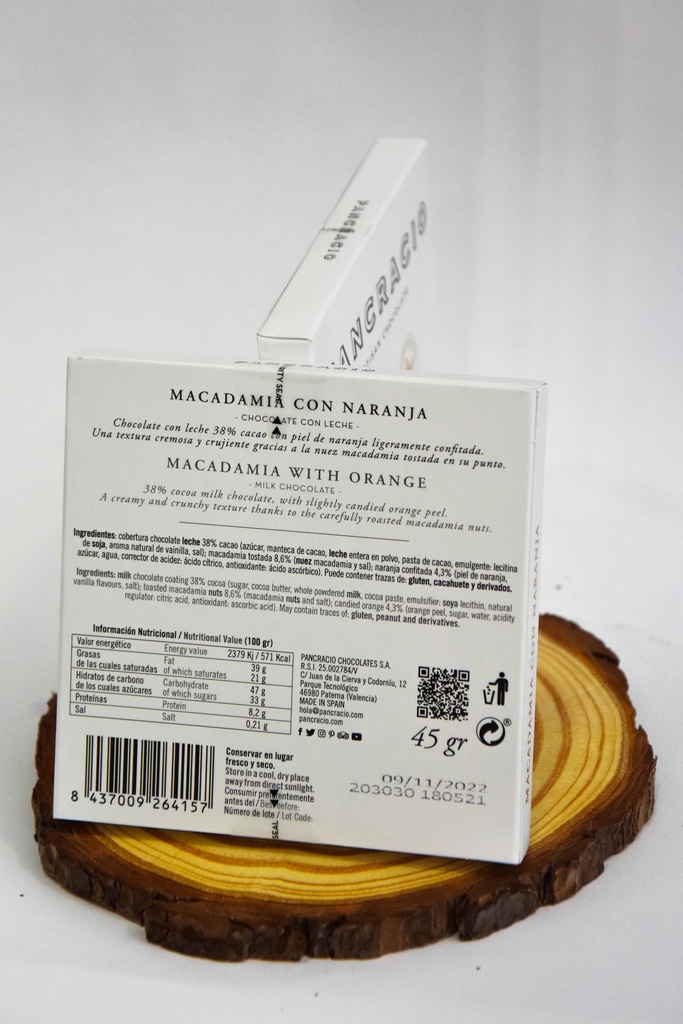 PANCRACIO
PANCRACIO
MACADAMIA CON NARANJA
- CHOCOLATE CON LECHE -
Chocolate con leche 38% cacao con piel de naranja ligeramente confitada.
Una textura cremosa y crujiente gracias a la nuez macadamia tostada en su punto.
MACADAMIA WITH ORANGE
- MILK CHOCOLATE -
38% cocoa milk chocolate, with slightly candied orange peel.
A creamy and crunchy texture thanks to the carefully roasted macadamia nuts.
Ingredientes: cobertura chocolate leche 38% cacao (azúcar, manteca de cacao, leche entera en polvo, pasta de cacao, emulgente: lecitina
de soja, aroma natural de vainilla, sal); macadamia tostada 8,6% (nuez macadamia y sal); naranja confitada 4,3% (piel de naranja,
azúcar, agua, corrector de acidez: ácido cítrico, antioxidante: ácido ascórbico). Puede contener trazas de: gluten, cacahuete y derivados.
Ingredients: milk chocolate coating 38% cocoa (sugar, cocoa butter, whole powdered milk, cocoa paste, emulsifier: soya lecithin, natural
vanilla flavours, salt); toasted macadamia nuts 8,6% (macadamia nuts and salt); candied orange 4,3% (orange peel, sugar, water, acidity
regulator: citric acid, antioxidant: ascorbic acid). May contain traces of: gluten, peanut and derivatives.
Información Nutricional / Nutritional Value (100 gr)
Valor energético Energy value 2379 Kj / 571 Kcal
Grasas Fat 39 g
de las cuales saturadas of which saturates 21 g
Hidratos de carbono Carbohydrate 47 g
de los cuales azúcares of which sugars 33 g
Proteínas Protein 8,2 g
Sal Salt 0,21 g
PANCRACIO CHOCOLATES S.A.
R.S.I. 25.002784/V
C/ Juan de la Cierva y Codorníu, 12
Parque Tecnológico
46980 Paterna (Valencia)
MADE IN SPAIN
hola@pancracio.com
pancracio.com
45 gr
8 437009 264157
Conservar en lugar
fresco y seco.
Store in a cool, dry place
away from direct sunlight.
Consumir preferentemente
antes del / Best before:
Número de lote / Lot Code:
SEAL
09/11/2022
203030 180521
MACADAMIA CON NARANJA